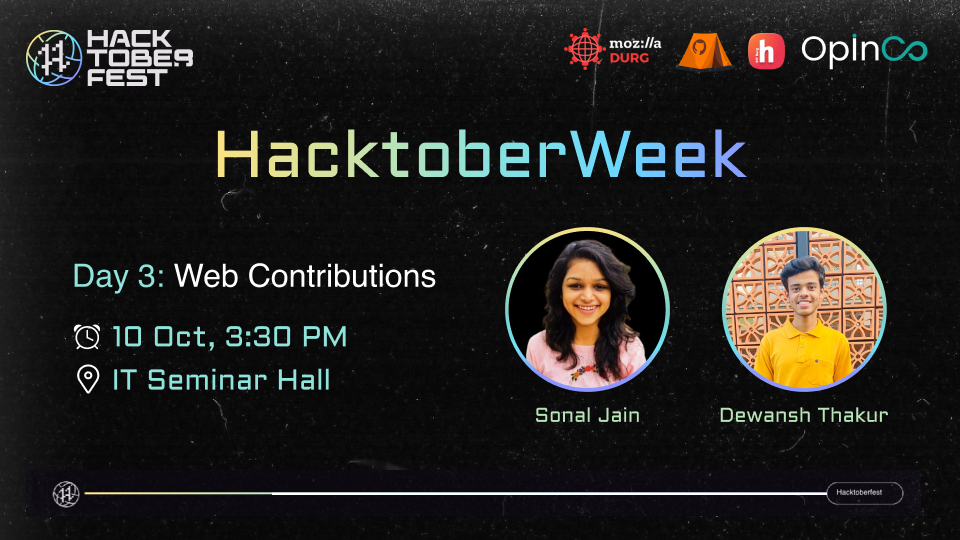 HACK
TOBER
FEST
moz://a
DURG
h
OpInCo
HacktoberWeek
Day 3: Web Contributions
10 Oct, 3:30 PM
IT Seminar Hall
Sonal Jain
Dewansh Thakur
Hacktoberfest